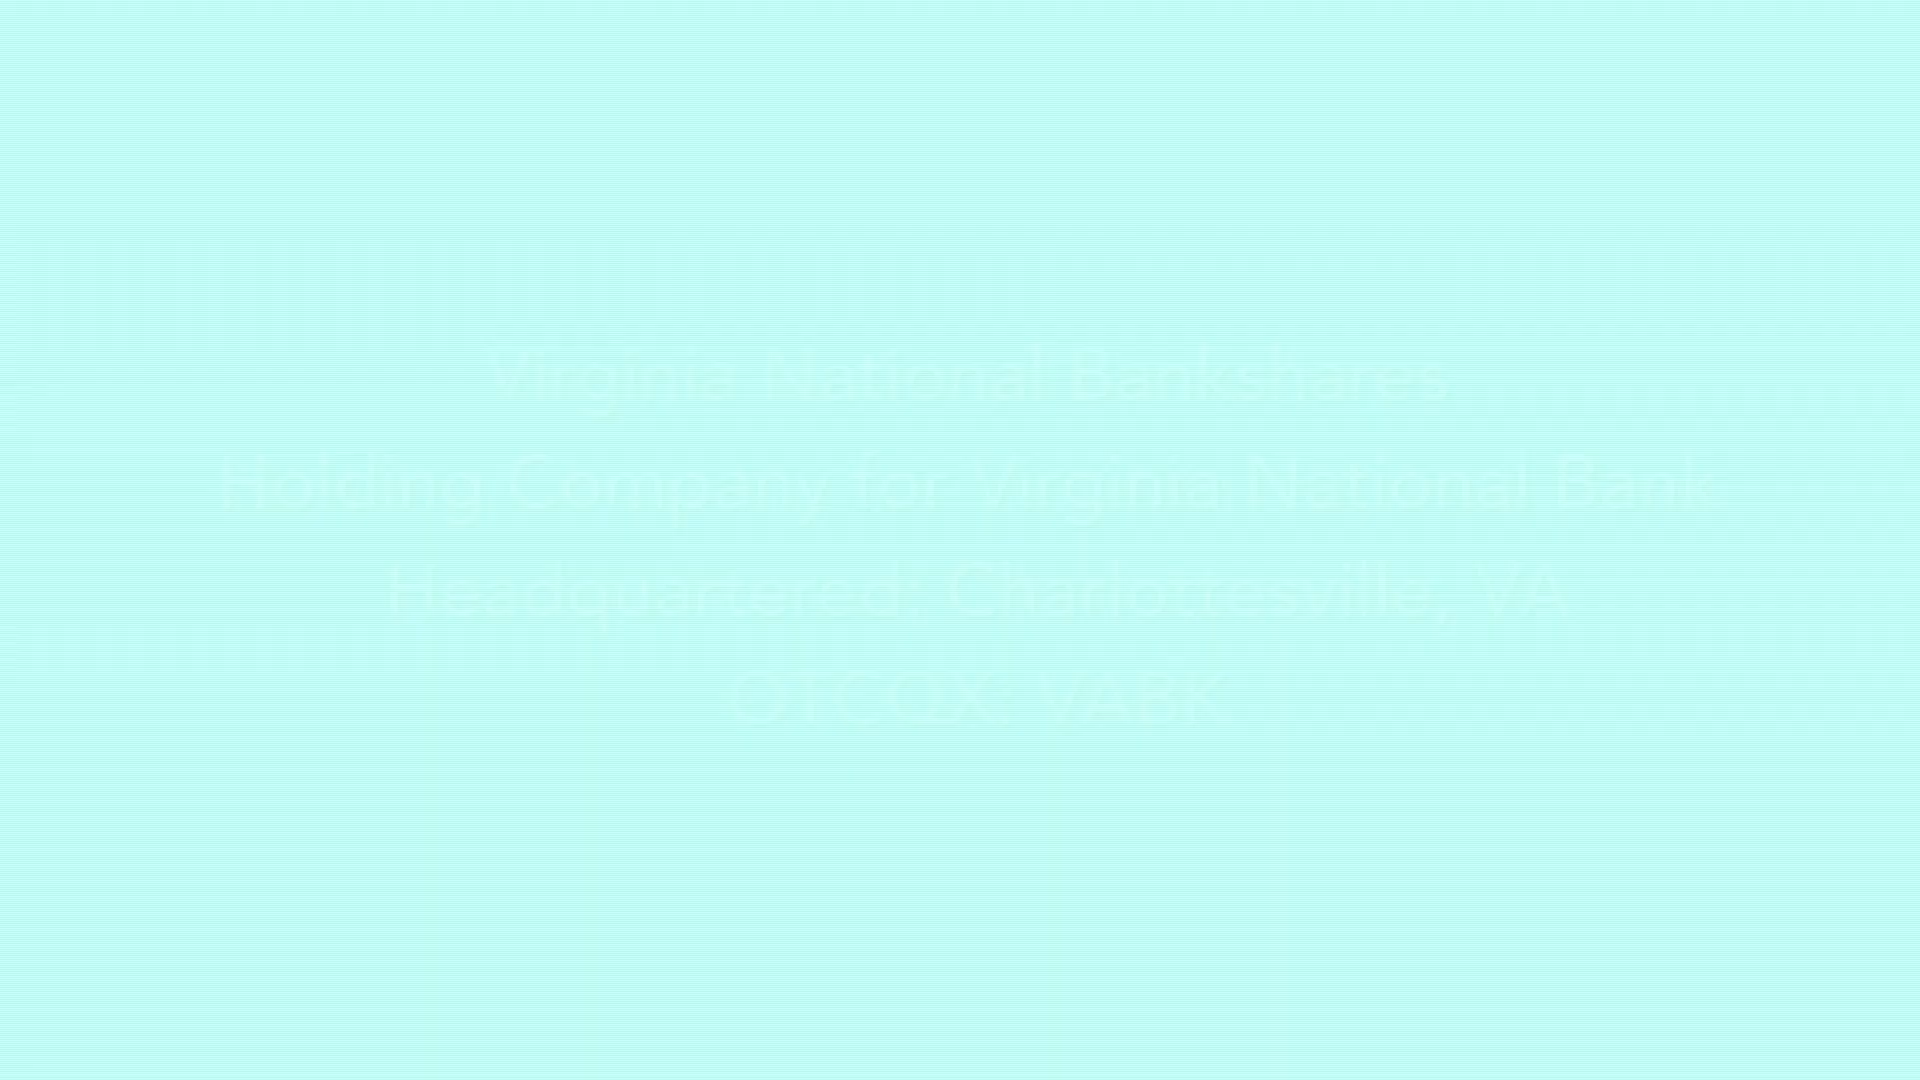 Virginia National Bankshares
Holding Company for Virginia National Bank
Headquartered: Charlottesville, VA
OTCQX: VABK